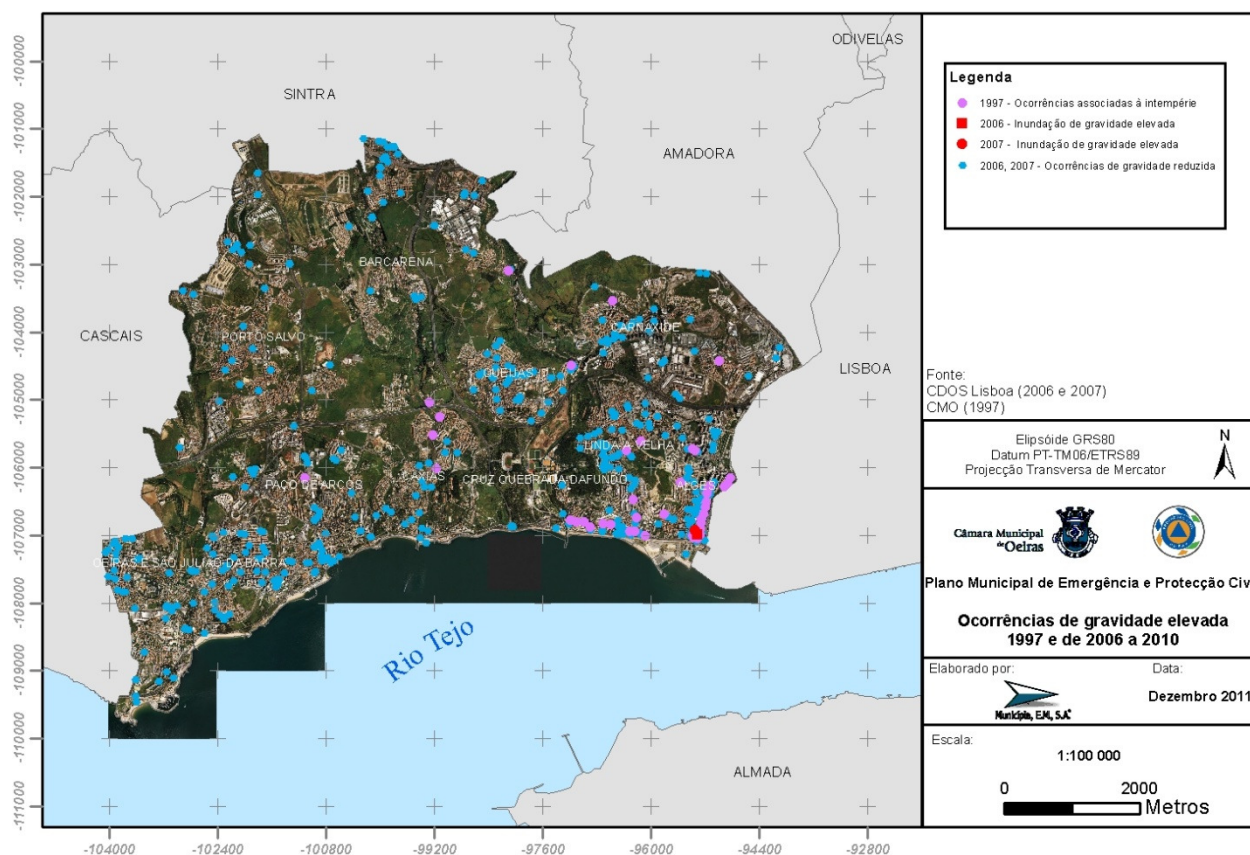 ODIVELAS
SINTRA
AMADORA
CASCAIS
LISBOA
BARCARENA
CARNAXIDE
PORTO SALVO
QUEIJAS
LINDA-A-VELHA
PAÇO DE ARCOS
CAXIAS
CRUZ QUEBRADA-DAFUNDO
ALGÉS
OEIRAS E SÃO JULIÃO DA BARRA
Rio Tejo
ALMADA
-100000
-101000
-102000
-103000
-104000
-105000
-106000
-107000
-108000
-109000
-110000
-111000
-104000
-102400
-100800
-99200
-97600
-96000
-94400
-92800
Legenda
1997 - Ocorrências associadas à intempérie
2006 - Inundação de gravidade elevada
2007 - Inundação de gravidade elevada
2006, 2007 - Ocorrências de gravidade reduzida
Fonte:
CDOS Lisboa (2006 e 2007)
CMO (1997)
Elipsóide GRS80
Datum PT-TM06/ETRS89
Projecção Transversa de Mercator
N
Câmara Municipal
de Oeiras
Plano Municipal de Emergência e Protecção Civ
Ocorrências de gravidade elevada
1997 e de 2006 a 2010
Elaborado por:
Data:
Município, E.M, S.A.
Dezembro 2011
Escala:
1:100 000
0 2000
Metros